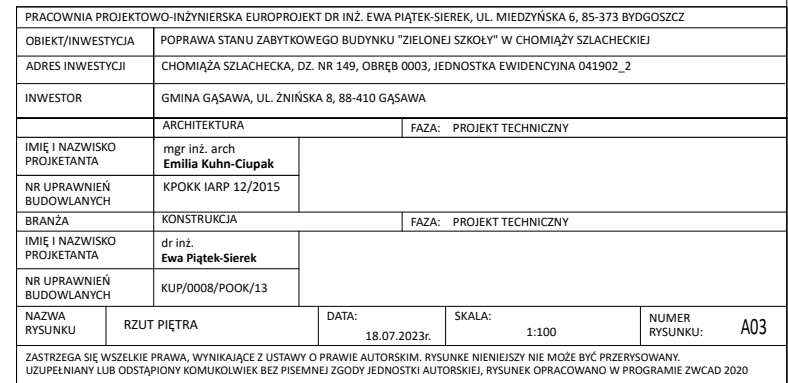 PRACOWNIA PROJEKTOWO-INŻYNIERSKA EUROPROJEKT DR INŻ. EWA PIĄTEK-SIEREK, UL. MIEDZYŃSKA 6, 85-373 BYDGOSZCZ
OBIEKT/INWESTYCJA POPRAWA STANU ZABYTKOWEGO BUDYNKU "ZIELONEJ SZKOŁY" W CHOMIĄŻY SZLACHECKIEJ
ADRES INWESTYCJI CHOMIĄŻA SZLACHECKA, DZ. NR 149, OBRĘB 0003, JEDNOSTKA EWIDENCYJNA 041902_2
INWESTOR GMINA GĄSAWA, UL. ŻNIŃSKA 8, 88-410 GĄSAWA
ARCHITEKTURA FAZA: PROJEKT TECHNICZNY
IMIĘ I NAZWISKO
PROJKETANTA
mgr inż. arch
Emilia Kuhn-Ciupak
NR UPRAWNIEŃ
BUDOWLANYCH
KPOKK IARP 12/2015
BRANŻA KONSTRUKCJA FAZA: PROJEKT TECHNICZNY
IMIĘ I NAZWISKO
PROJKETANTA
dr inż.
Ewa Piątek-Sierek
NR UPRAWNIEŃ
BUDOWLANYCH
KUP/0008/POOK/13
NAZWA
RYSUNKU
RZUT PIĘTRA
DATA:
18.07.2023r.
SKALA:
1:100
NUMER
RYSUNKU:
A03
ZASTRZEGA SIĘ WSZELKIE PRAWA, WYNIKAJĄCE Z USTAWY O PRAWIE AUTORSKIM. RYSUNKE NIENIEJSZY NIE MOŻE BYĆ PRZERYSOWANY.
UZUPEŁNIANY LUB ODSTĄPIONY KOMUKOLWIEK BEZ PISEMNEJ ZGODY JEDNOSTKI AUTORSKIEJ, RYSUNEK OPRACOWANO W PROGRAMIE ZWCAD 2020